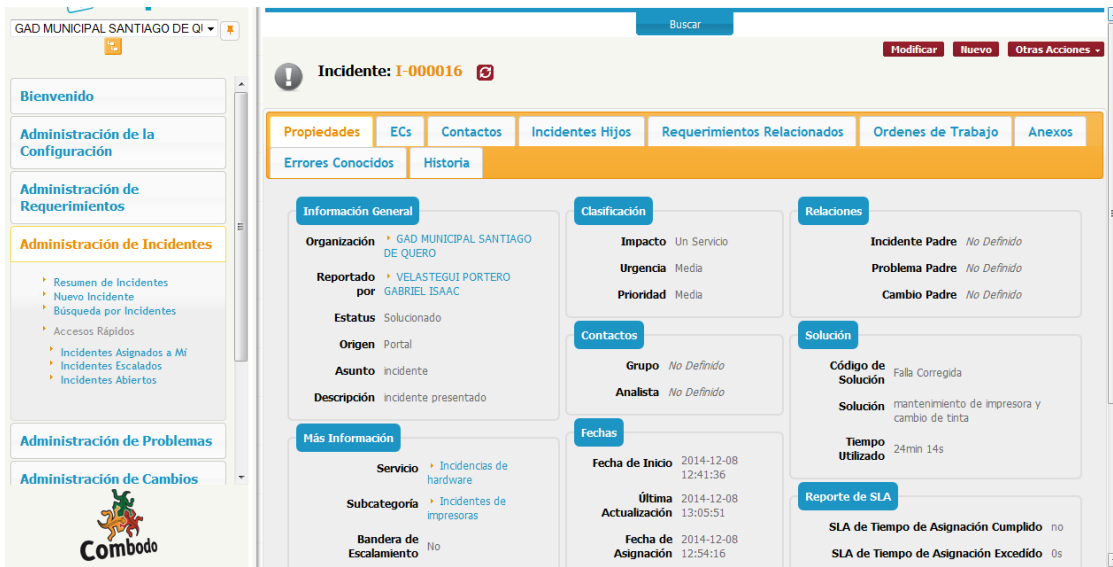 GAD MUNICIPAL SANTIAGO DE QU
Buscar
Modificar
Nuevo
Otras Acciones
Incidente: I-000016
Bienvenido
Administración de la
Configuración
Administración de
Requerimientos
Administración de Incidentes
Resumen de Incidentes
Nuevo Incidente
Búsqueda por Incidentes
Accesos Rápidos
Incidentes Asignados a Mí
Incidentes Escalados
Incidentes Abiertos
Administración de Problemas
Administración de Cambios
Combodo
Propiedades
ECs
Contactos
Incidentes Hijos
Requerimientos Relacionados
Ordenes de Trabajo
Anexos
Errores Conocidos
Historia
Información General
Organización GAD MUNICIPAL SANTIAGO
DE QUERO
Reportado VELASTEGUI PORTERO
por GABRIEL ISAAC
Estatus Solucionado
Origen Portal
Asunto incidente
Descripción incidente presentado
Más Información
Servicio Incidencias de
hardware
Subcategoría Incidentes de
impresoras
Bandera de
Escalamiento No
Clasificación
Impacto Un Servicio
Urgencia Media
Prioridad Media
Contactos
Grupo No Definido
Analista No Definido
Fechas
Fecha de Inicio 2014-12-08
12:41:36
Última 2014-12-08
Actualización 13:05:51
Fecha de 2014-12-08
Asignación 12:54:16
Relaciones
Incidente Padre No Definido
Problema Padre No Definido
Cambio Padre No Definido
Solución
Código de
Solución Falla Corregida
Solución mantenimiento de impresora y
cambio de tinta
Tiempo
Utilizado 24min 14s
Reporte de SLA
SLA de Tiempo de Asignación Cumplido no
SLA de Tiempo de Asignación Excedído 0s